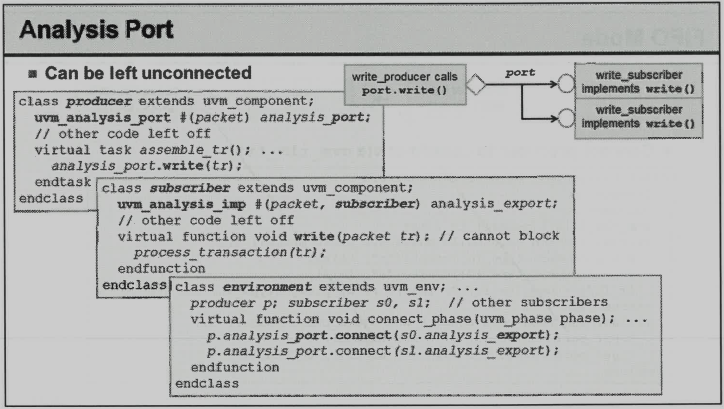 Analysis Port
Can be left unconnected
write_producer calls
port.write()
port
write_subscriber
implements write()
write_subscriber
implements write()
class producer extends uvm_component;
uvm_analysis_port #(packet) analysis_port;
// other code left off
virtual task assemble_tr(); ...
analysis_port.write(tr);
endtask
endclass
class subscriber extends uvm_component;
uvm_analysis_imp #(packet, subscriber) analysis_export;
// other code left off
virtual function void write(packet tr); // cannot block
process_transaction(tr);
endfunction
endclass
class environment extends uvm_env; ...
producer p; subscriber s0, s1; // other subscribers
virtual function void connect_phase(uvm_phase phase); ...
p.analysis_port.connect(s0.analysis_export);
p.analysis_port.connect(s1.analysis_export);
endfunction
endclass